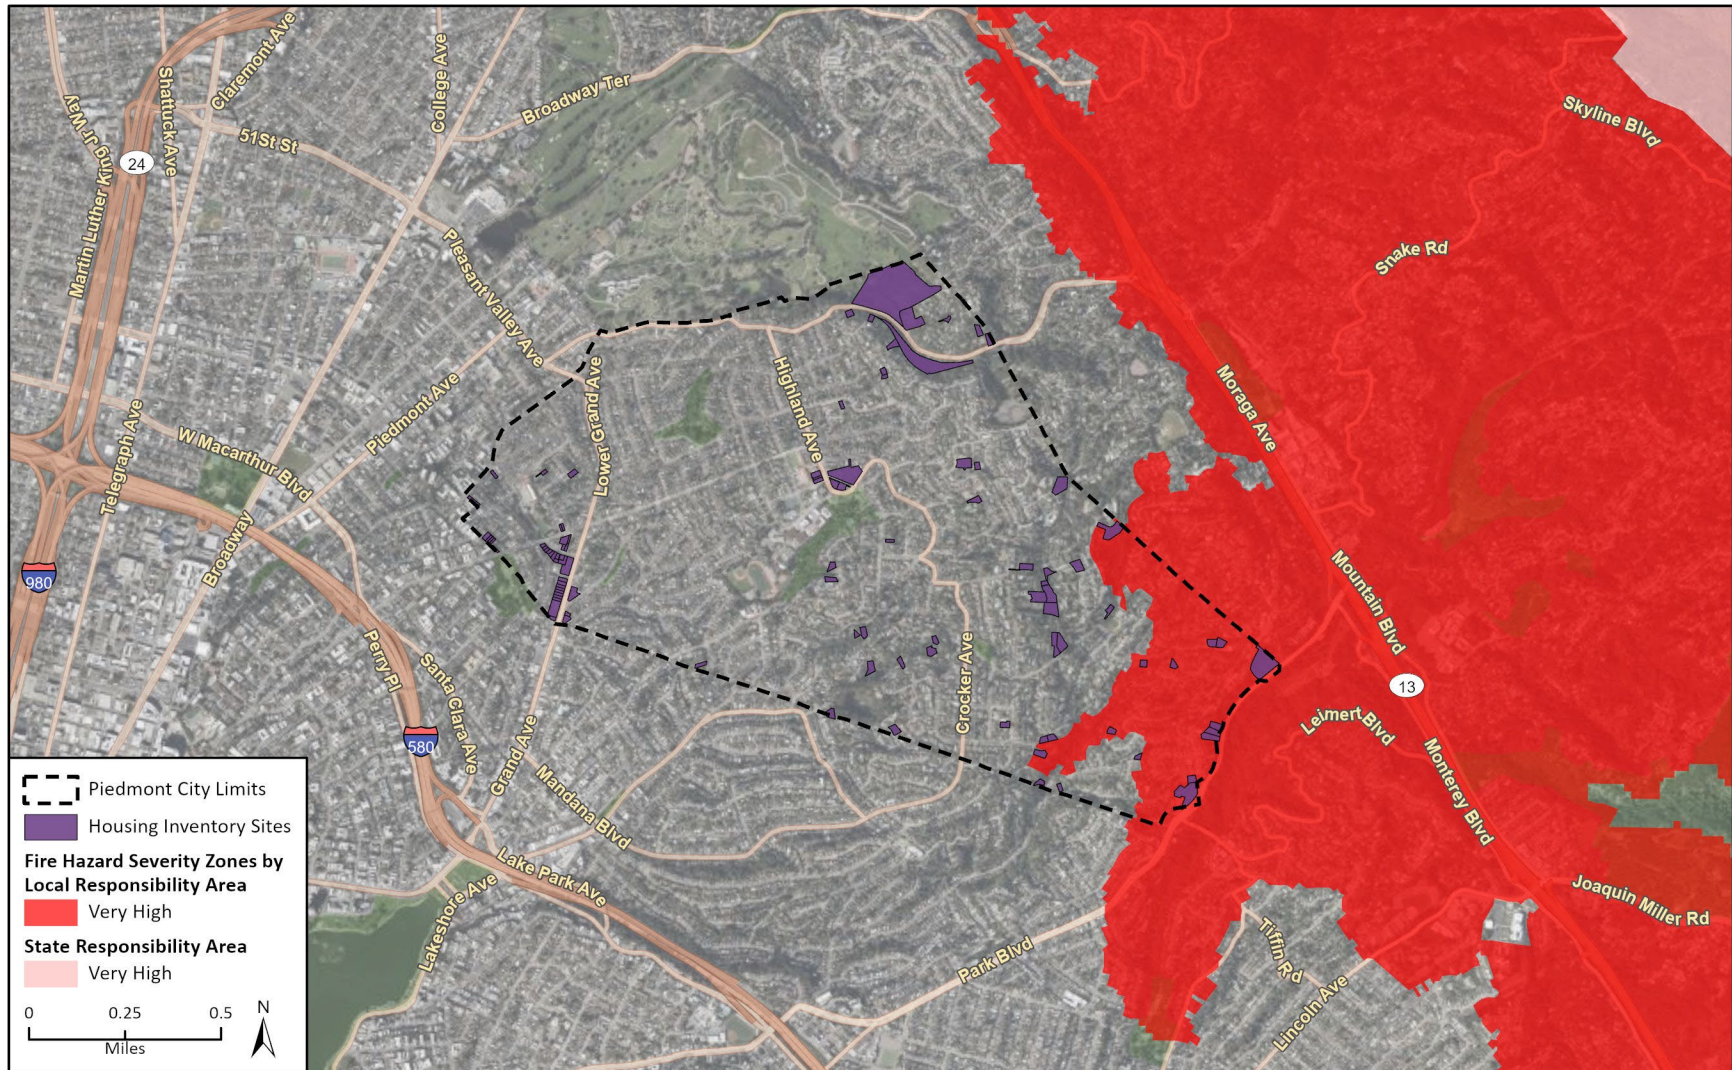 Claremont Ave
College Ave
Shattuck Ave
Martin Luther King Jr Way
Broadway Ter
51St St
24
Skyline Blvd
Snake Rd
Pleasant Valley Ave
Piedmont Ave
Lower Grand Ave
Highland Ave
Moraga Ave
W Macarthur Blvd
Telegraph Ave
Broadway
980
Mountain Blvd
Perry Pl
Santa Clara Ave
Crocker Ave
13
Leimert Blvd
580
Grand Ave
Mandana Blvd
Monterey Blvd
Lake Park Ave
Lakeshore Ave
Joaquin Miller Rd
Park Blvd
Tiffin Rd
Lincoln Ave
Piedmont City Limits
Housing Inventory Sites
Fire Hazard Severity Zones by
Local Responsibility Area
Very High
State Responsibility Area
Very High
0 0.25 0.5
Miles
N